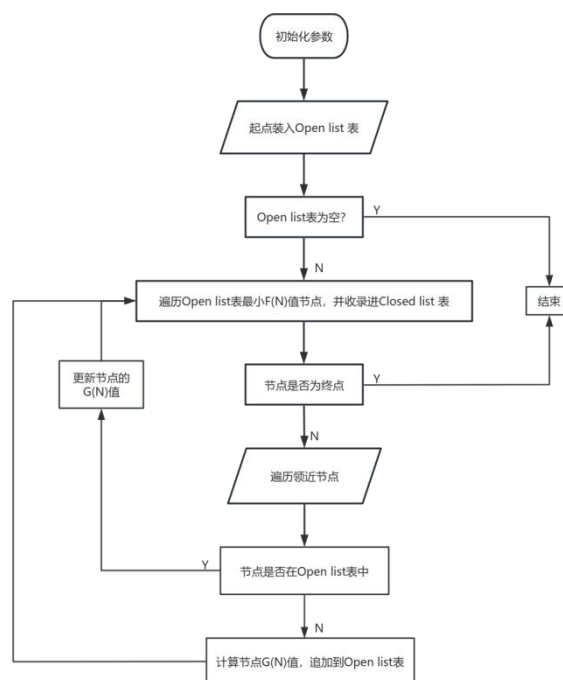 初始化参数
起点装入Open list 表
Open list表为空?
Y
N
遍历Open list表最小F(N)值节点，并收录进Closed list 表
结束
更新节点的
G(N)值
节点是否为终点
Y
N
遍历领近节点
Y
节点是否在Open list表中
N
计算节点G(N)值，追加到Open list表